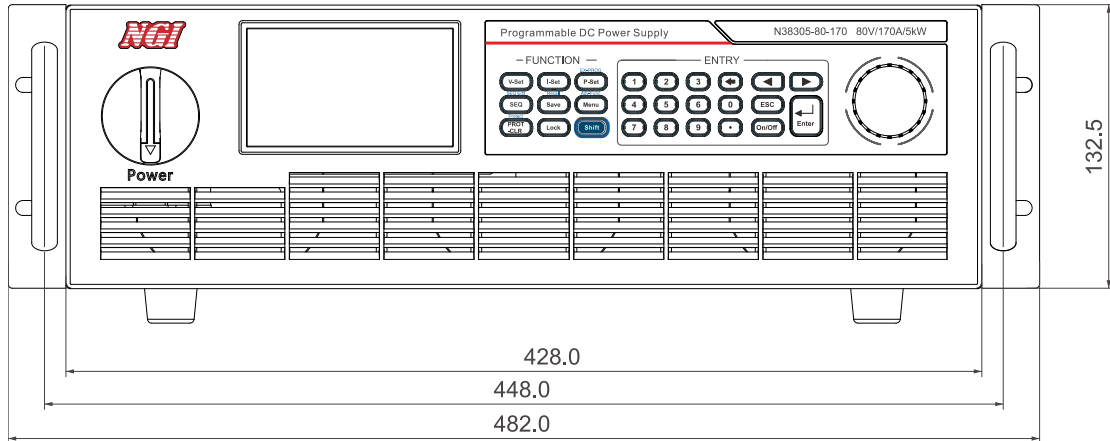 NGI
Programmable DC Power Supply
N38305-80-170 80V/170A/5kW
FUNCTION
ENTRY
V-Set
I-Set
P-Set
1
2
3
SEQ
Save
Menu
4
5
6
0
ESC
PROT
-CLR
Lock
Shift
7
8
9
On/Off
Enter
Power
132.5
428.0
448.0
482.0